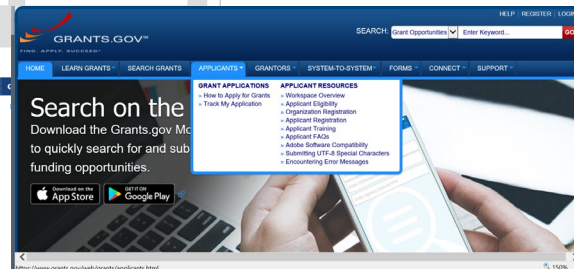 HELP | REGISTER | LOGIN
GRANTS.GOV℠
FIND. APPLY. SUCCEED.℠
SEARCH: Grant Opportunities Enter Keyword... GO
HOME LEARN GRANTS SEARCH GRANTS APPLICANTS GRANTORS SYSTEM-TO-SYSTEM FORMS CONNECT SUPPORT
GRANT APPLICATIONS
» How to Apply for Grants
» Track My Application
APPLICANT RESOURCES
» Workspace Overview
» Applicant Eligibility
» Organization Registration
» Applicant Registration
» Applicant Training
» Applicant FAQs
» Adobe Software Compatibility
» Submitting UTF-8 Special Characters
» Encountering Error Messages
Search on the
Download the Grants.gov Mo
to quickly search for and sub
funding opportunities.
Download on the
App Store
GET IT ON
Google Play
https://www.grants.gov/web/grants/applicants.html
150%